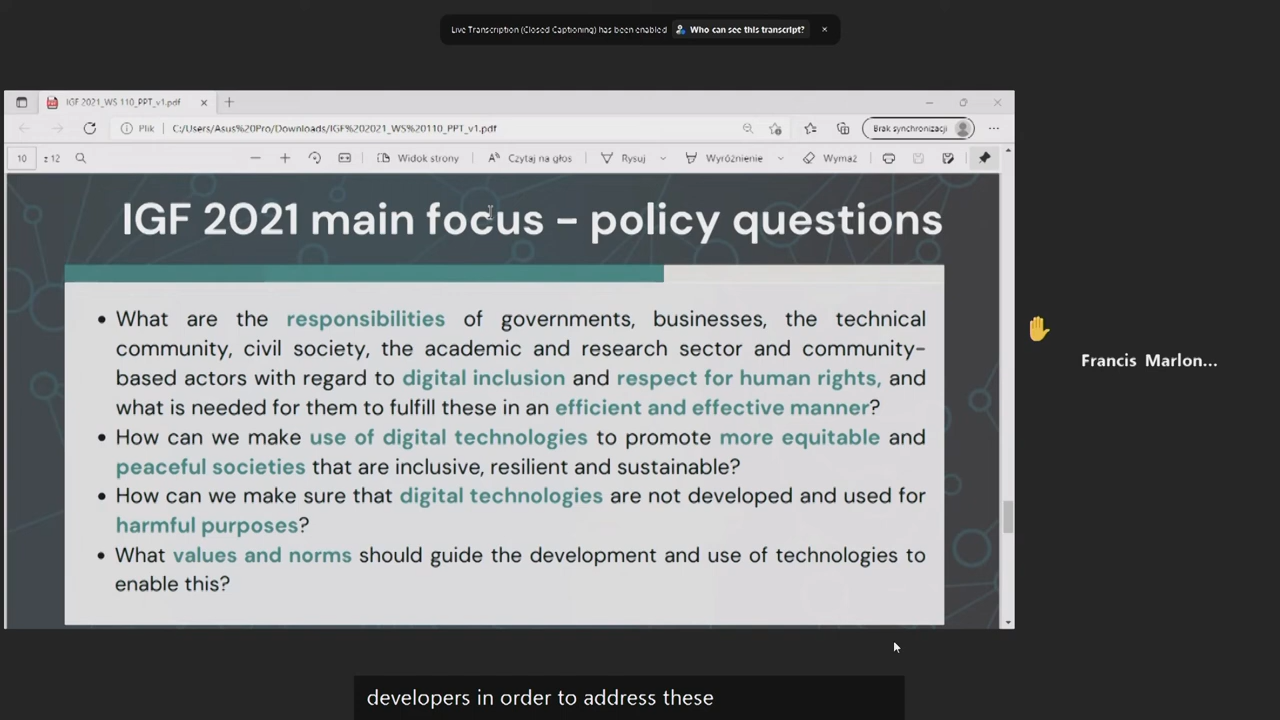 Live Transcription (Closed Captioning) has been enabled Who can see this transcript? ×
IGF 2021_WS 110_PPT_v1.pdf
Plik C:/Users/Asus%20Pro/Downloads/IGF%202021_WS%20110_PPT_v1.pdf Brak synchronizacji
10 z 12 Widok strony Czytaj na głos Rysuj Wyróżnienie Wymaż
IGF 2021 main focus – policy questions
• What are the responsibilities of governments, businesses, the technical
community, civil society, the academic and research sector and community-
based actors with regard to digital inclusion and respect for human rights, and
what is needed for them to fulfill these in an efficient and effective manner?
• How can we make use of digital technologies to promote more equitable and
peaceful societies that are inclusive, resilient and sustainable?
• How can we make sure that digital technologies are not developed and used for
harmful purposes?
• What values and norms should guide the development and use of technologies to
enable this?
Francis Marlon...
developers in order to address these